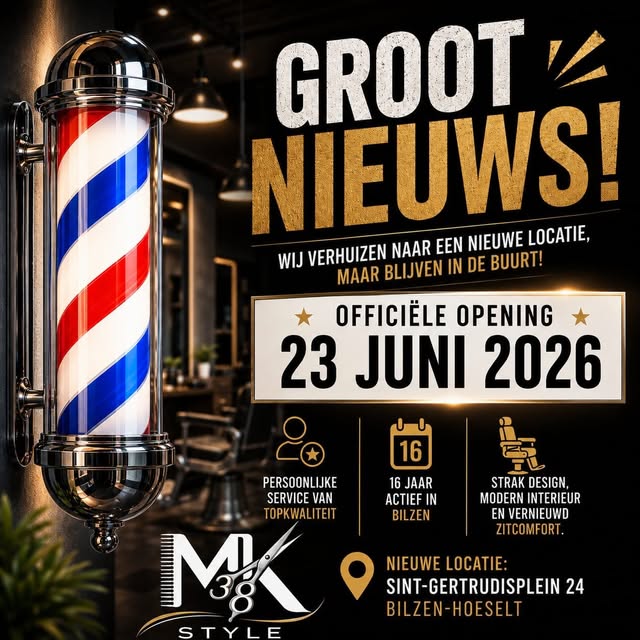 GROOT
NIEUWS!
WIJ VERHUIZEN NAAR EEN NIEUWE LOCATIE,
MAAR BLIJVEN IN DE BUURT!
OFFICIËLE OPENING
23 JUNI 2026
PERSOONLIJKE
SERVICE VAN
TOPKWALITEIT
16
16 JAAR
ACTIEF IN
BILZEN
STRAK DESIGN,
MODERN INTERIEUR
EN VERNIEUWD
ZITCOMFORT.
MK
38
STYLE
NIEUWE LOCATIE:
SINT-GERTRUDISPLEIN 24
BILZEN-HOESELT